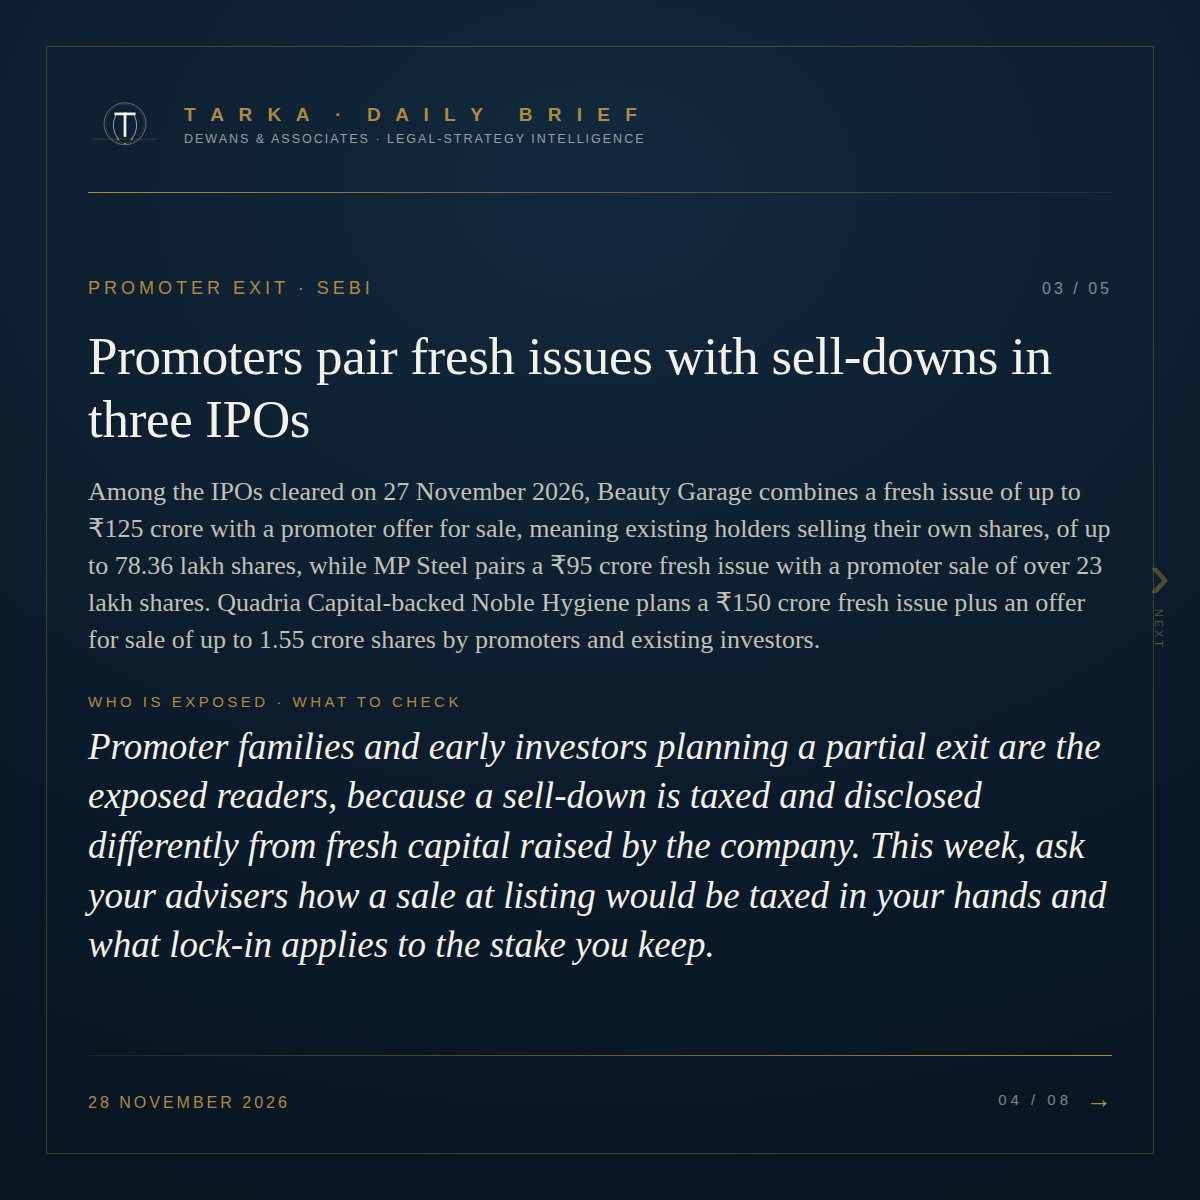 T
TARKA · DAILY BRIEF
DEWANS & ASSOCIATES · LEGAL-STRATEGY INTELLIGENCE
PROMOTER EXIT · SEBI
03 / 05
Promoters pair fresh issues with sell-downs in
three IPOs
Among the IPOs cleared on 27 November 2026, Beauty Garage combines a fresh issue of up to
₹125 crore with a promoter offer for sale, meaning existing holders selling their own shares, of up
to 78.36 lakh shares, while MP Steel pairs a ₹95 crore fresh issue with a promoter sale of over 23
lakh shares. Quadria Capital-backed Noble Hygiene plans a ₹150 crore fresh issue plus an offer
for sale of up to 1.55 crore shares by promoters and existing investors.
NEXT
WHO IS EXPOSED · WHAT TO CHECK
Promoter families and early investors planning a partial exit are the
exposed readers, because a sell-down is taxed and disclosed
differently from fresh capital raised by the company. This week, ask
your advisers how a sale at listing would be taxed in your hands and
what lock-in applies to the stake you keep.
28 NOVEMBER 2026
04 / 08 →